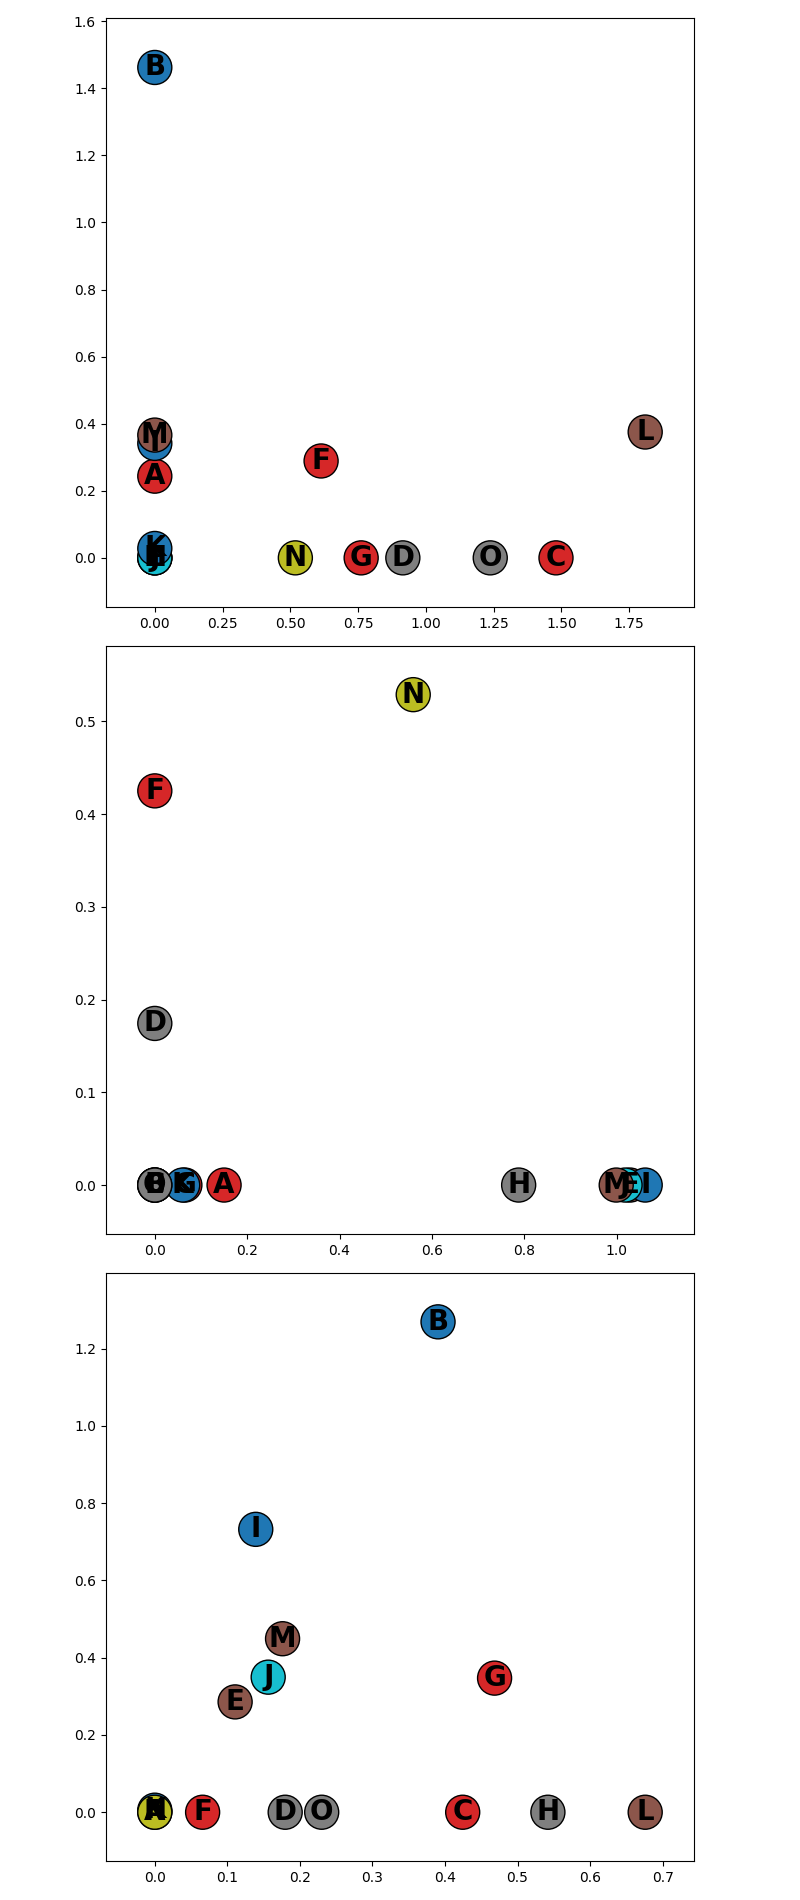 1.6
B
1.4
1.2
1.0
0.8
0.6
0.4
M
L
F
A
0.2
K
0.0
J
N
G
D
O
C
0.00 0.25 0.50 0.75 1.00 1.25 1.50 1.75
N
0.5
F
0.4
0.3
0.2
D
0.1
0.0
K G A H M J E I
0.0 0.2 0.4 0.6 0.8 1.0
B
1.2
1.0
0.8
I
0.6
M
0.4
J
G
E
0.2
0.0
A F D O C H L
0.0 0.1 0.2 0.3 0.4 0.5 0.6 0.7